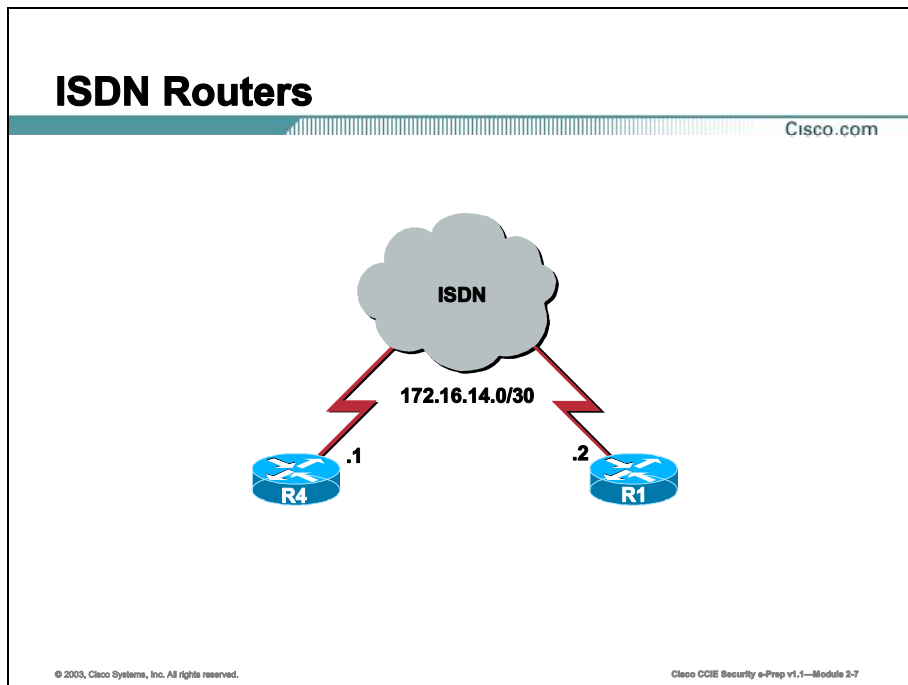 ISDN Routers
Cisco.com
ISDN
172.16.14.0/30
.1
.2
R4
R1
© 2003, Cisco Systems, Inc. All rights reserved.
Cisco CCIE Security e-Prep v1.1—Module 2-7